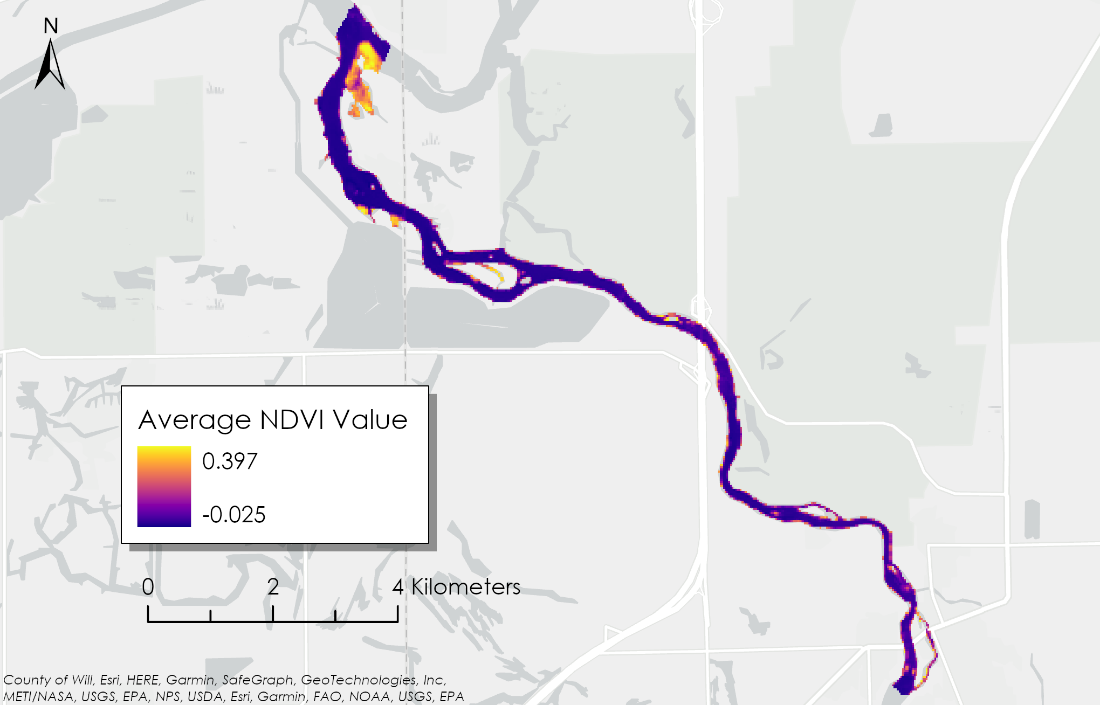 N
Average NDVI Value
0.397
-0.025
0 2 4 Kilometers
County of Will, Esri, HERE, Garmin, SafeGraph, GeoTechnologies, Inc,
METI/NASA, USGS, EPA, NPS, USDA, Esri, Garmin, FAO, NOAA, USGS, EPA